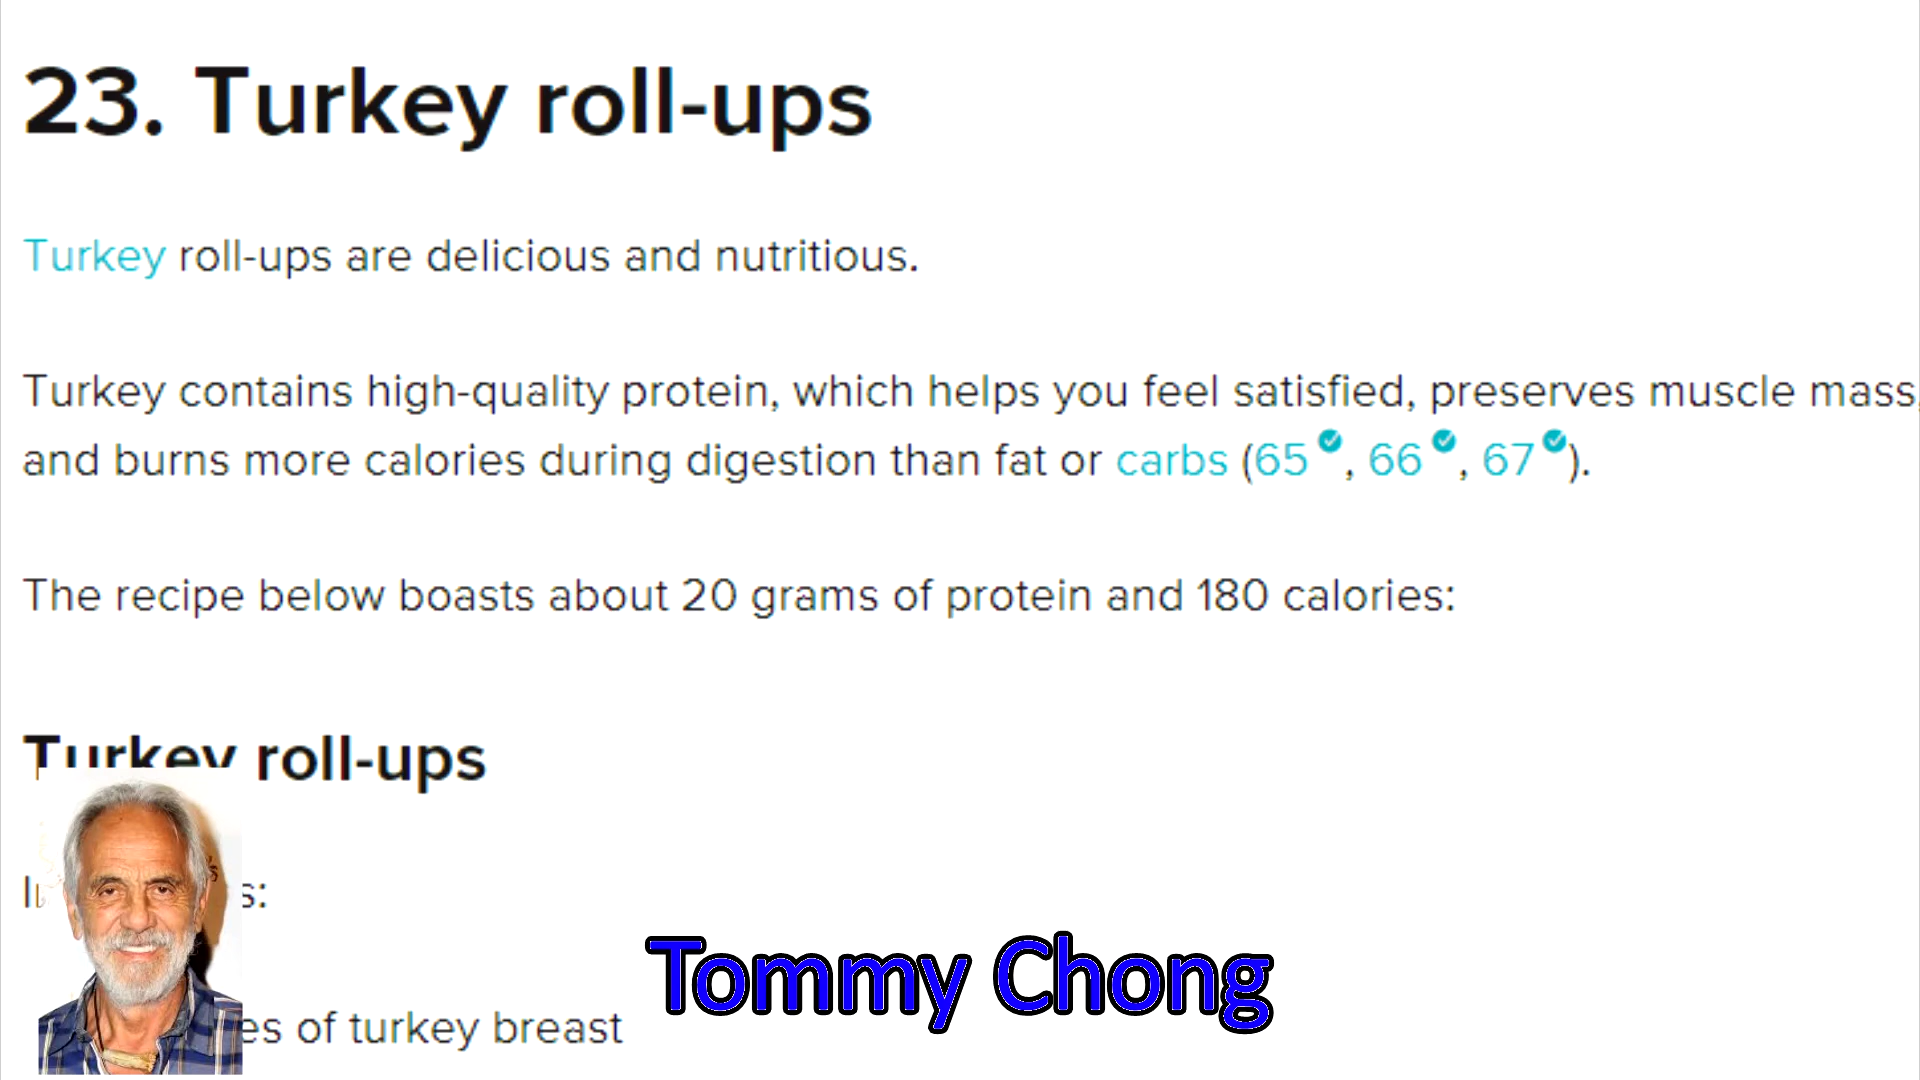 23. Turkey roll-ups
Turkey roll-ups are delicious and nutritious.
Turkey contains high-quality protein, which helps you feel satisfied, preserves muscle mass,
and burns more calories during digestion than fat or carbs (65, 66, 67).
The recipe below boasts about 20 grams of protein and 180 calories:
Turkey roll-ups
of turkey breast
Tommy Chong